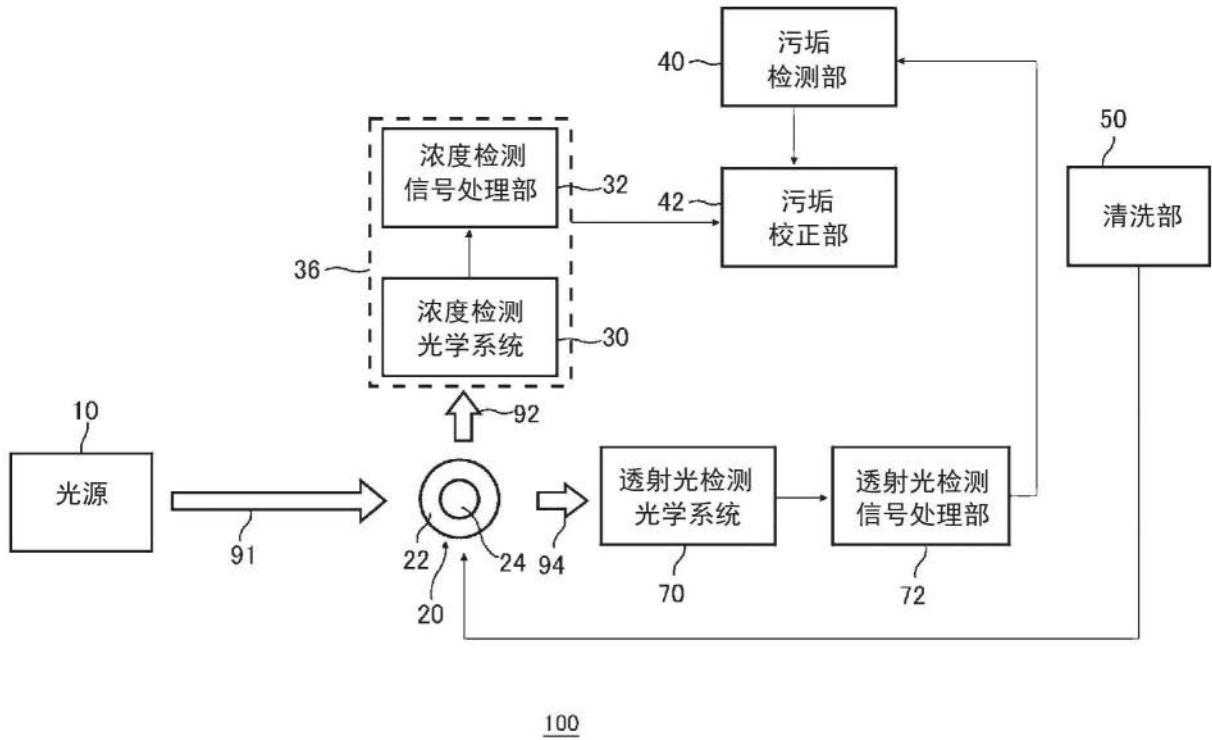 污垢
检测部
40
50
浓度检测
信号处理部
32
42
污垢
校正部
清洗部
36
浓度检测
光学系统
30
10
92
光源
透射光检测
光学系统
透射光检测
信号处理部
91
22
24
94
20
70
72
100